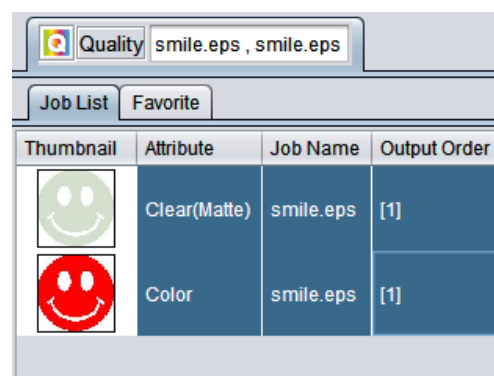 Quality smile.eps , smile.eps
Job List Favorite
Thumbnail Attribute Job Name Output Order
Clear(Matte) smile.eps [1]
Color smile.eps [1]